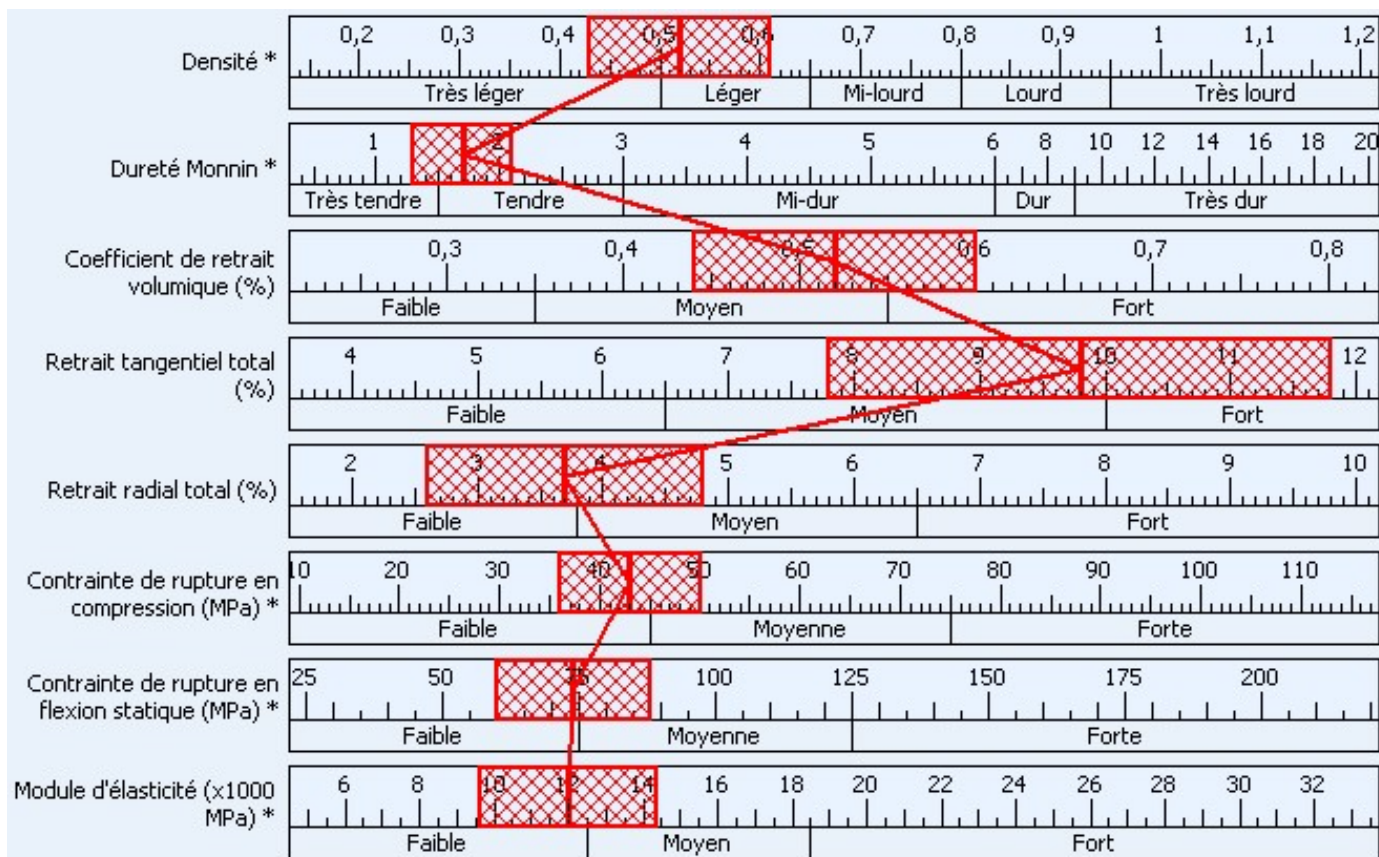 0,2 0,3 0,4 0,5 0,6 0,7 0,8 0,9 1 1,1 1,2
Densité *
Très léger Léger Mi-lourd Lourd Très lourd
1 2 3 4 5 6 8 10 12 14 16 18 20
Dureté Monnin *
Très tendre Tendre Mi-dur Dur Très dur
0,3 0,4 0,5 0,6 0,7 0,8
Coefficient de retrait
volumique (%)
Faible Moyen Fort
4 5 6 7 8 9 10 11 12
Retrait tangentiel total
(%)
Faible Moyen Fort
2 3 4 5 6 7 8 9 10
Retrait radial total (%)
Faible Moyen Fort
10 20 30 40 50 60 70 80 90 100 110
Contrainte de rupture en
compression (MPa) *
Faible Moyenne Forte
25 50 75 100 125 150 175 200
Contrainte de rupture en
flexion statique (MPa) *
Faible Moyenne Forte
6 8 10 12 14 16 18 20 22 24 26 28 30 32
Module d'élasticité (x1000
MPa) *
Faible Moyen Fort